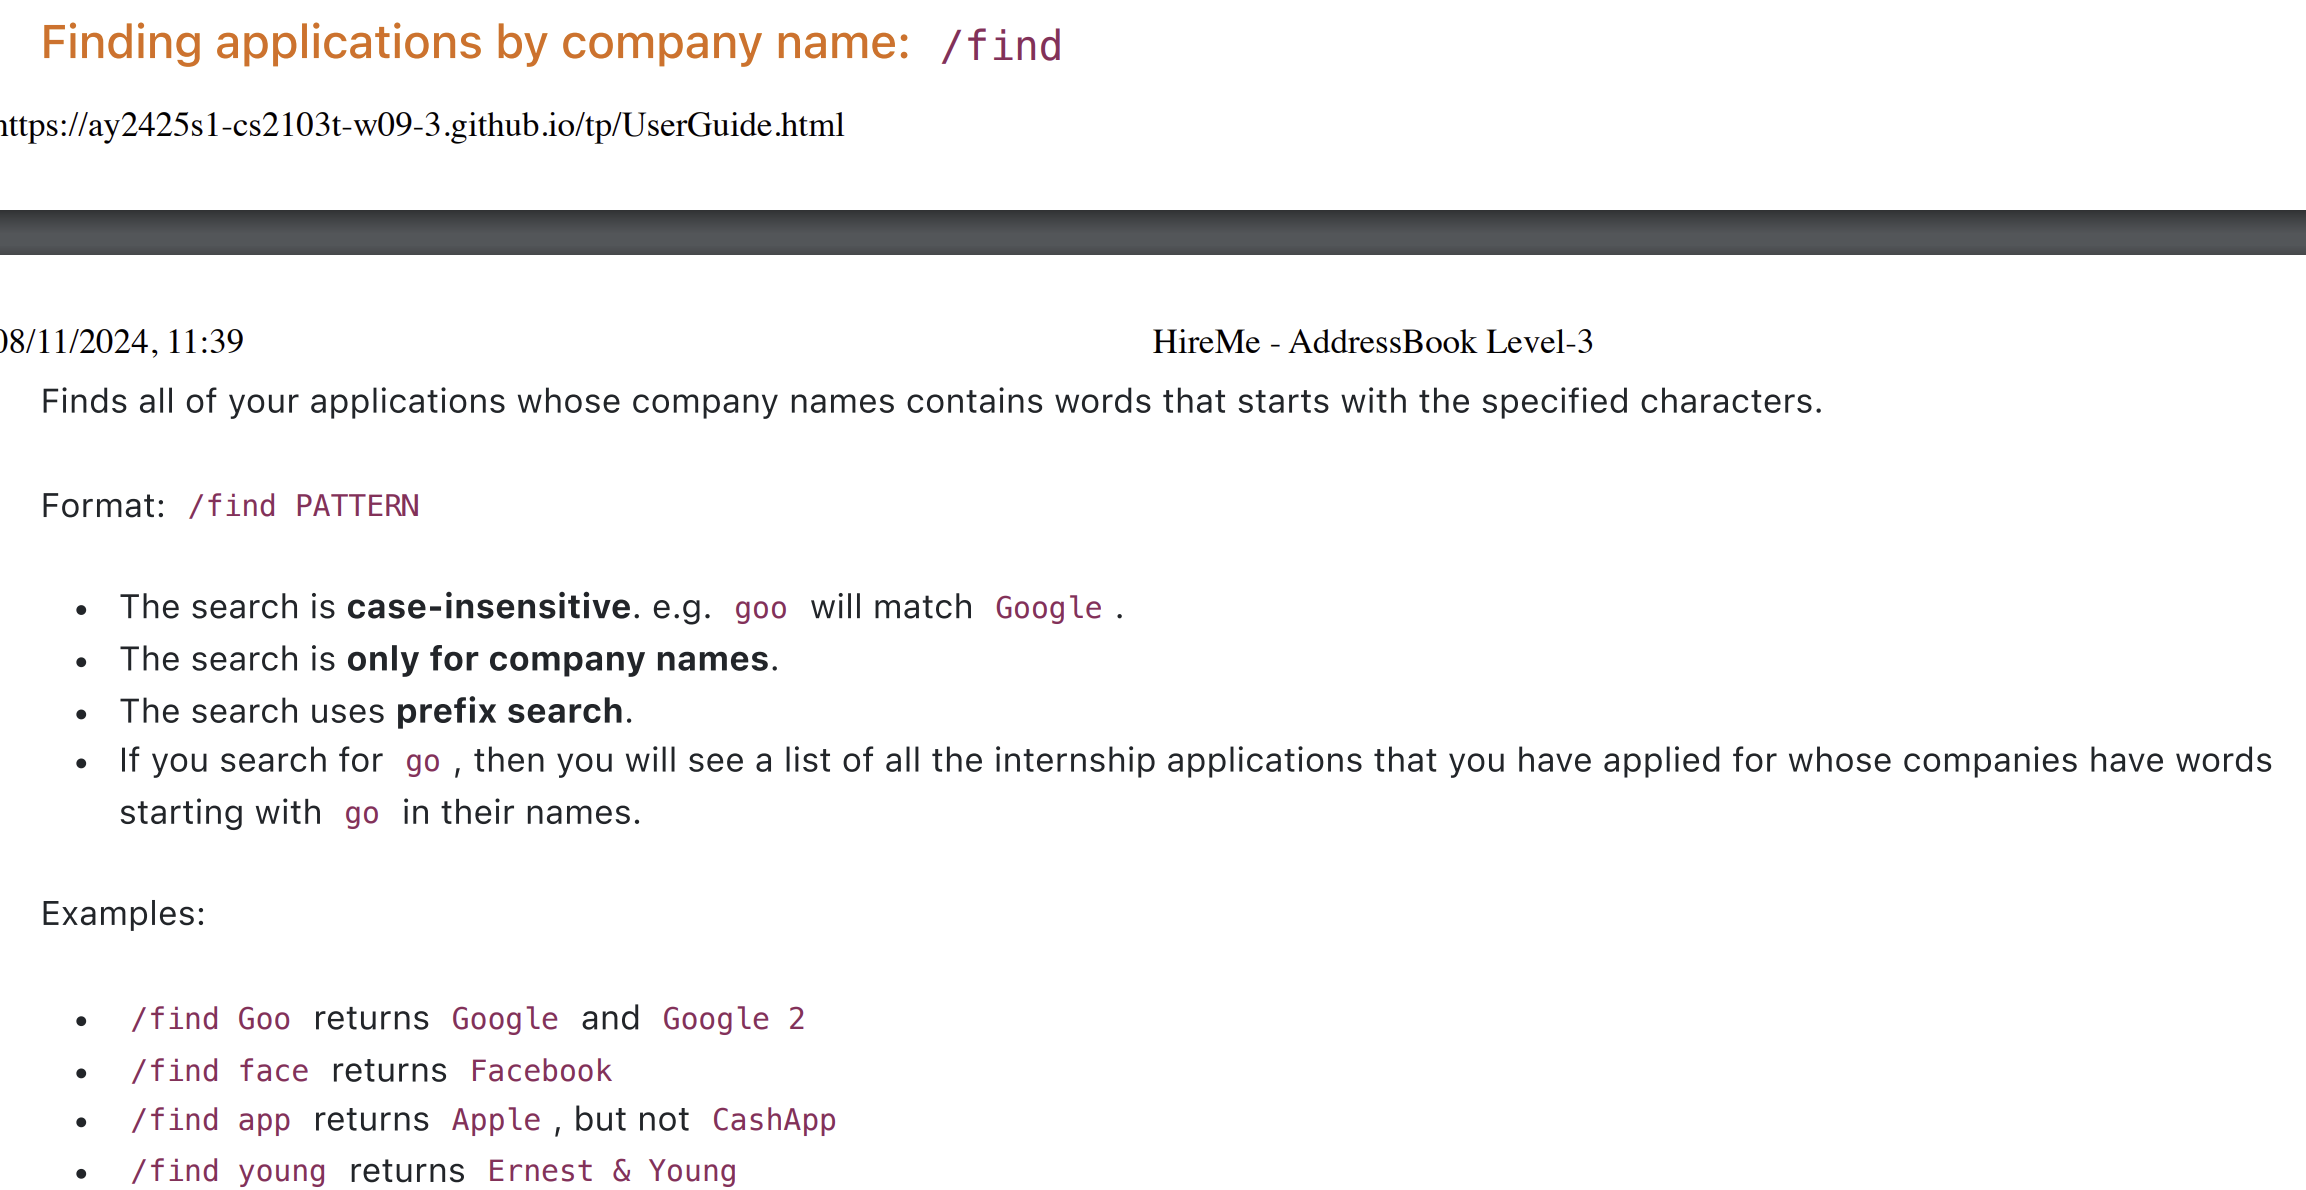 Finding applications by company name: /find
https://ay2425s1-cs2103t-w09-3.github.io/tp/UserGuide.html
08/11/2024, 11:39 HireMe - AddressBook Level-3
Finds all of your applications whose company names contains words that starts with the specified characters.
Format: /find PATTERN
• The search is case-insensitive. e.g. goo will match Google .
• The search is only for company names.
• The search uses prefix search.
• If you search for go , then you will see a list of all the internship applications that you have applied for whose companies have words
starting with go in their names.
Examples:
• /find Goo returns Google and Google 2
• /find face returns Facebook
• /find app returns Apple , but not CashApp
• /find young returns Ernest & Young